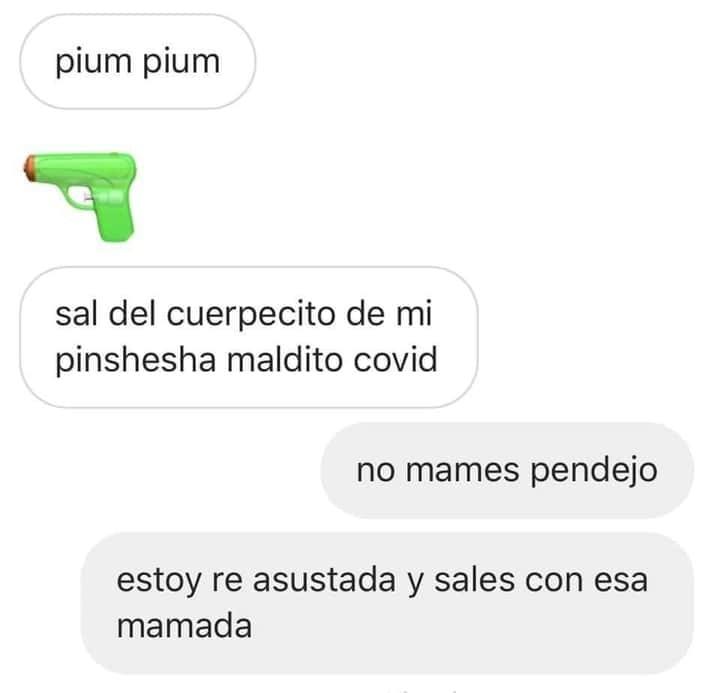 pium pium
sal del cuerpecito de mi
pinshesha maldito covid
no mames pendejo
estoy re asustada y sales con esa
mamada